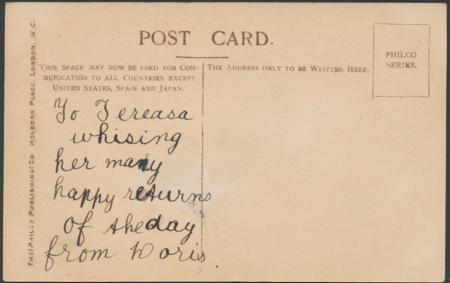 POST CARD.
THIS SPACE MAY NOW BE USED FOR COM-
MUNICATION TO ALL COUNTRIES EXCEPT
UNITED STATES, SPAIN AND JAPAN.
THE ADDRESS ONLY TO BE WRITTEN HERE.
PHILCO
SERIES.
THE PHILCO PUBLISHING CO. HOLBORN PLACE, LONDON, W.C.
To Tereasa
whising
her many
happy returns
of the day
from Doris